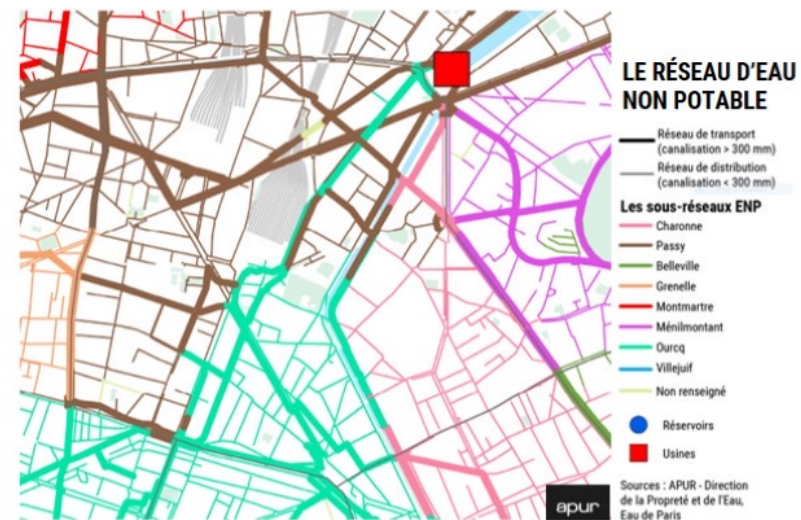 LE RÉSEAU D'EAU
NON POTABLE
Réseau de transport
(canalisation > 300 mm)
Réseau de distribution
(canalisation < 300 mm)
Les sous-réseaux ENP
Charonne
Passy
Belleville
Grenelle
Montmartre
Ménilmontant
Ourcq
Villejuif
Non renseigné
Réservoirs
Usines
Sources : APUR - Direction
de la Propreté et de l'Eau,
Eau de Paris
apur